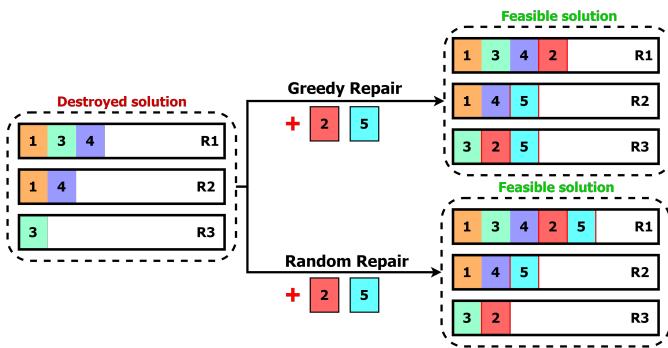 Destroyed solution
1 3 4 R1
1 4 R2
3 R3
Greedy Repair
+ 2 5
Random Repair
+ 2 5
Feasible solution
1 3 4 2 R1
1 4 5 R2
3 2 5 R3
Feasible solution
1 3 4 2 5 R1
1 4 5 R2
3 2 R3